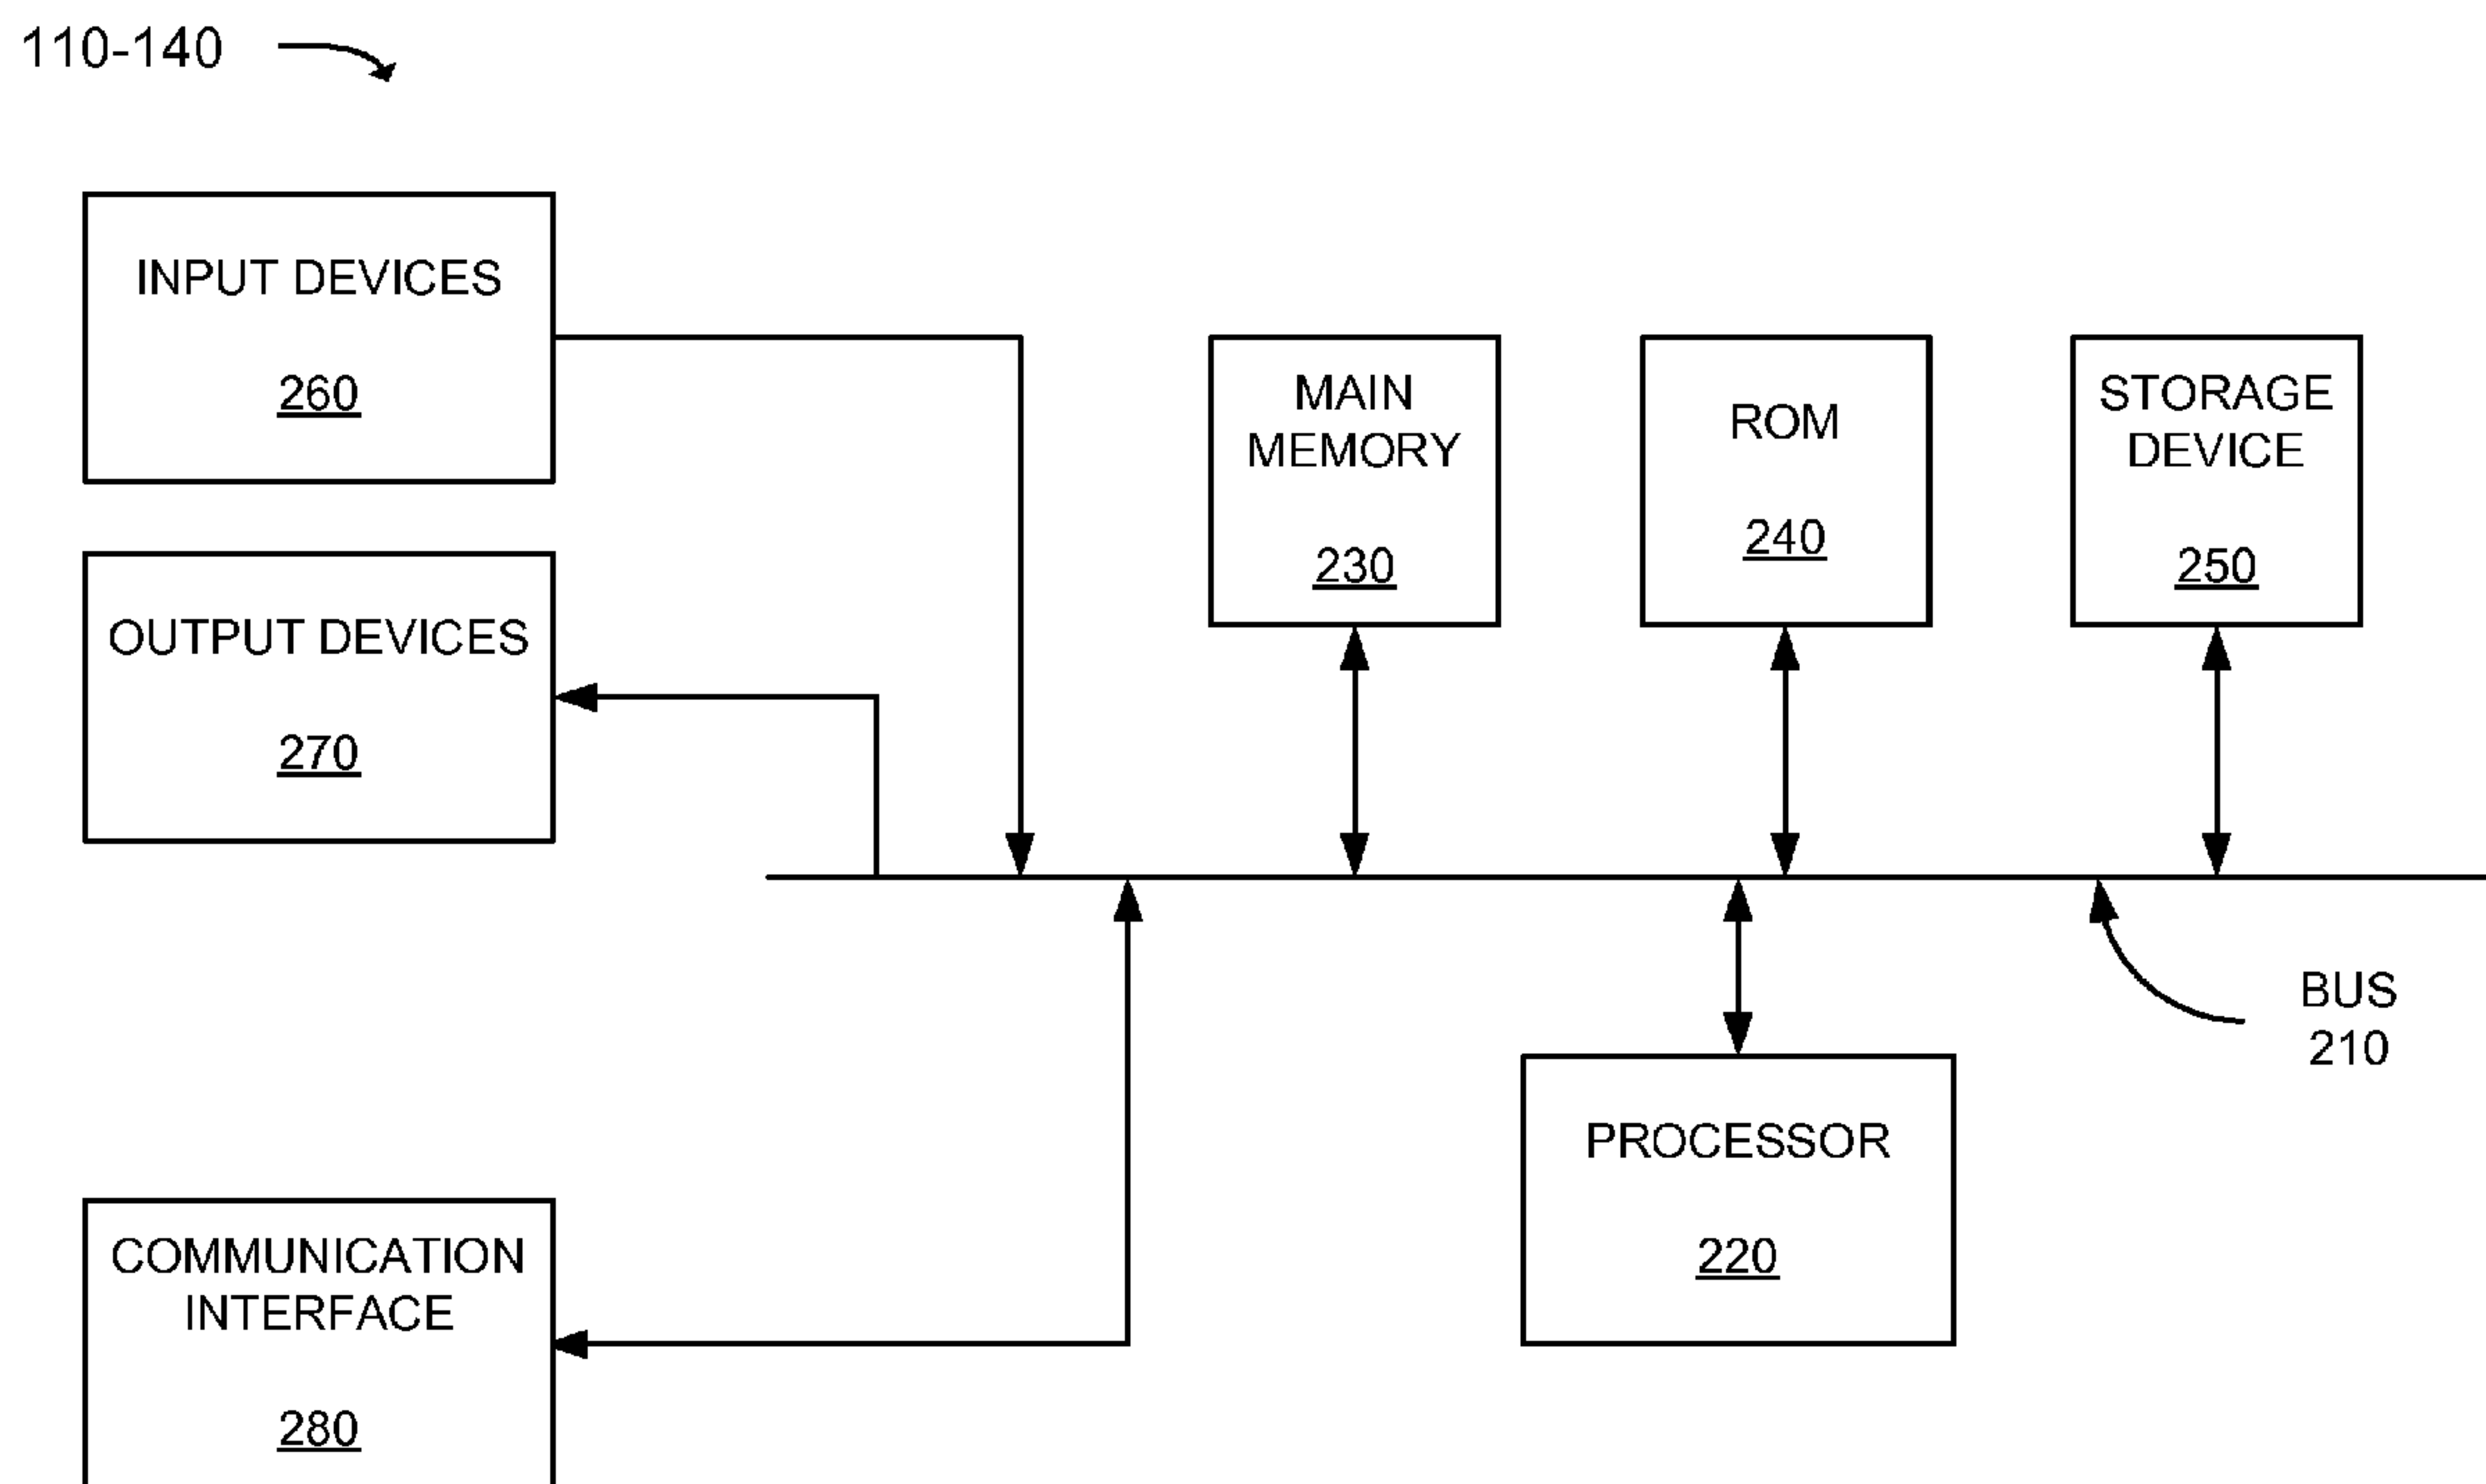 110-140
INPUT DEVICES
260
OUTPUT DEVICES
270
MAIN
MEMORY
230
ROM
240
STORAGE
DEVICE
250
BUS
210
PROCESSOR
220
COMMUNICATION
INTERFACE
280